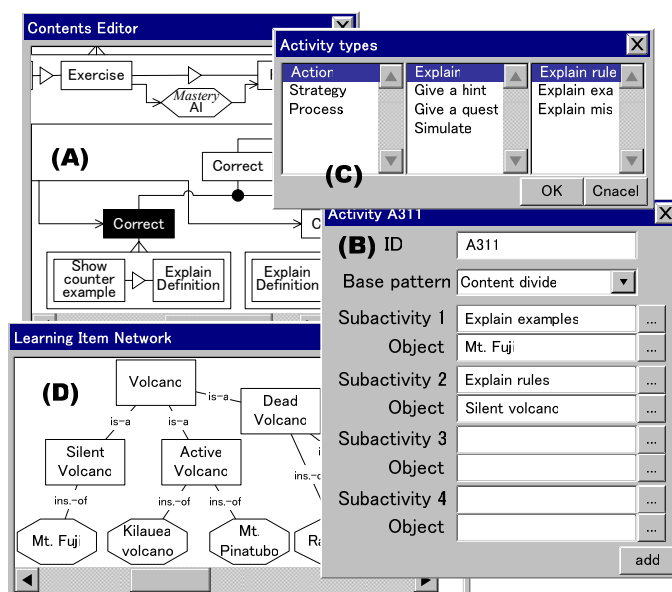 Contents Editor
Exercise
Mastery
AI
(A)
Correct
Correct
Show
counter
example
Explain
Definition
Explain
Definition
Activity types
Action
Strategy
Process
Explain
Give a hint
Give a quest
Simulate
Explain rule
Explain exa
Explain mis
(C)
OK
Cnacel
Activity A311
(B)
ID
A311
Base pattern
Content divide
Subactivity 1
Explain examples
...
Object
Mt. Fuji
...
Subactivity 2
Explain rules
...
Object
Silent volcano
...
Subactivity 3
...
Object
...
Subactivity 4
...
Object
...
add
Learning Item Network
(D)
Volcano
is-a
Dead
Volcano
is-a
is-a
Silent
Volcano
Active
Volcano
ins.-of
ins.-of
ins.-of
Mt. Fuji
Kilauea
volcano
Mt.
Pinatubo